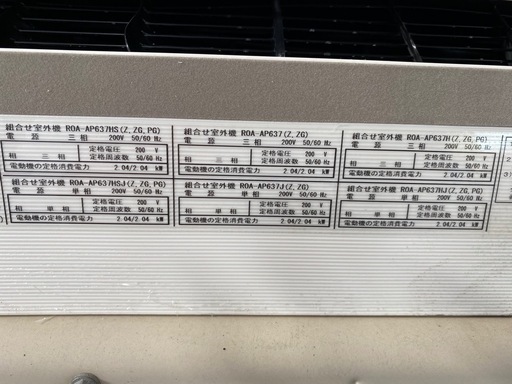 組合せ室外機 ROA-AP637HS(Z, ZG, PG)
電 源 三 相 200V 50/60 Hz
相 三 相 定格電圧 200 V
定格周波数 50/60 Hz
電動機の定格消費電力 2.04/2.04 kW
組合せ室外機 ROA-AP637(Z, ZG)
電 源 三 相 200V 50/60 Hz
相 三 相 定格電圧 200 V
定格周波数 50/60 Hz
電動機の定格消費電力 2.04/2.04 kW
組合せ室外機 ROA-AP637H(Z, ZG, PG)
電 源 三 相 200V 50/60 Hz
相 三 相 定格電圧 200 V
定格周波数 50/60 Hz
電動機の定格消費電力 2.04/2.04 kW
組合せ室外機 ROA-AP637HSJ(Z, ZG, PG)
電 源 単 相 200V 50/60 Hz
相 単 相 定格電圧 200 V
定格周波数 50/60 Hz
電動機の定格消費電力 2.04/2.04 kW
組合せ室外機 ROA-AP637J(Z, ZG)
電 源 単 相 200V 50/60 Hz
相 単 相 定格電圧 200 V
定格周波数 50/60 Hz
電動機の定格消費電力 2.04/2.04 kW
組合せ室外機 ROA-AP637HJ(Z, ZG, PG)
電 源 単 相 200V 50/60 Hz
相 単 相 定格電圧 200 V
定格周波数 50/60 Hz
電動機の定格消費電力 2.04/2.04 kW